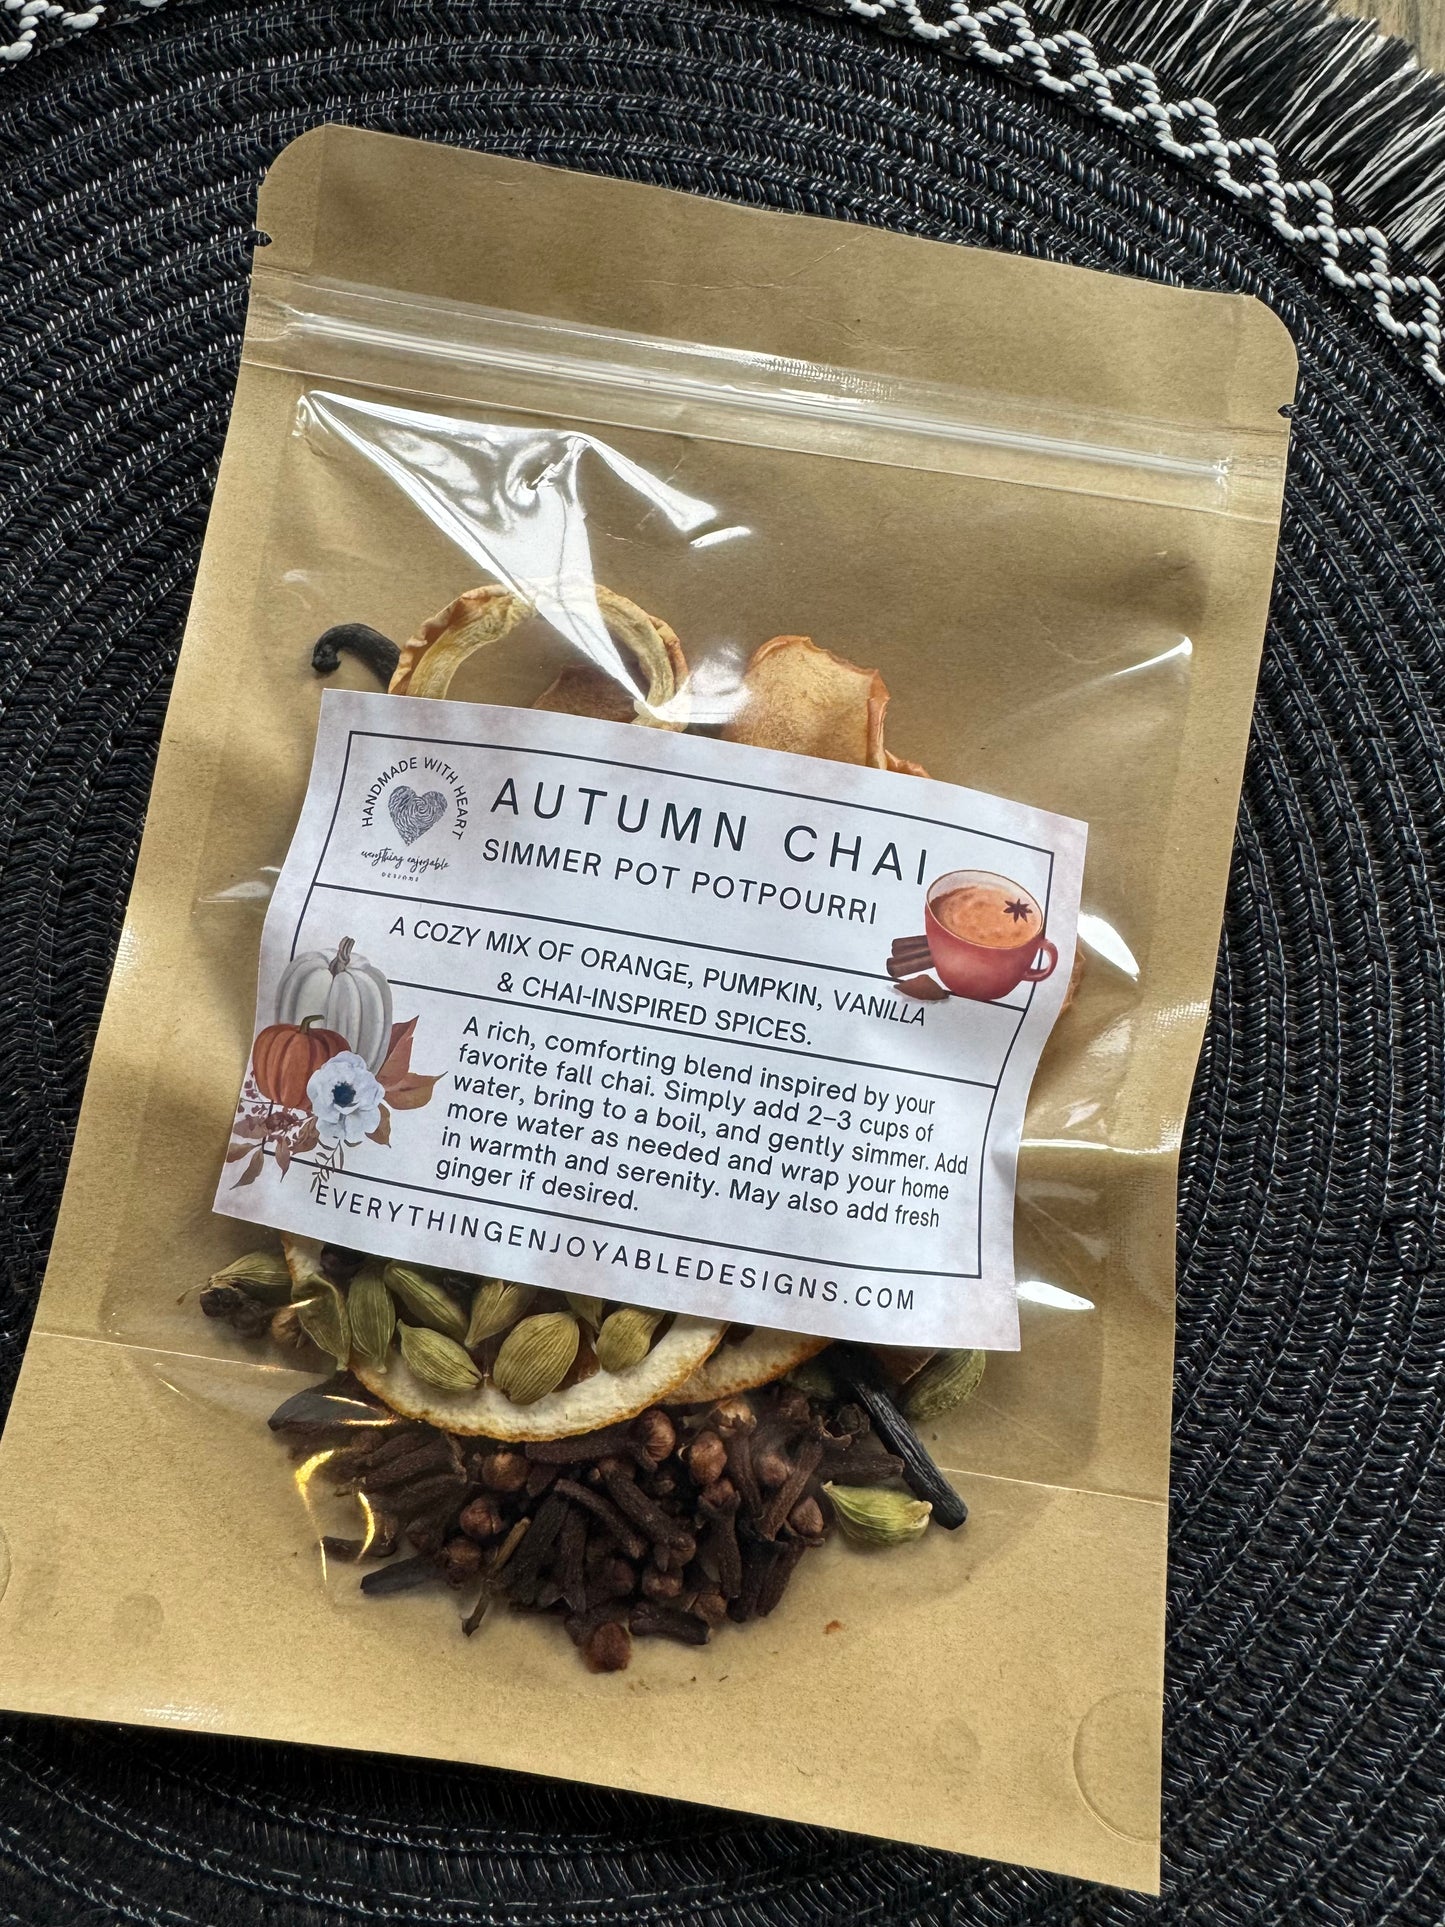 HANDMADE WITH HEART
everything enjoyable
DESIGNS
AUTUMN CHAI
SIMMER POT POTPOURRI
A COZY MIX OF ORANGE, PUMPKIN, VANILLA
& CHAI-INSPIRED SPICES.
A rich, comforting blend inspired by your
favorite fall chai. Simply add 2–3 cups of
water, bring to a boil, and gently simmer. Add
more water as needed and wrap your home
in warmth and serenity. May also add fresh
ginger if desired.
EVERYTHINGENJOYABLEDESIGNS.COM